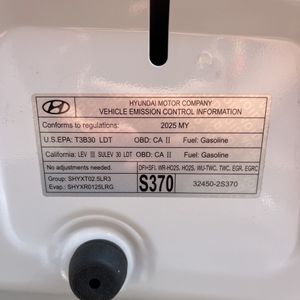 HYUNDAI MOTOR COMPANY
VEHICLE EMISSION CONTROL INFORMATION
Conforms to regulations: 2025 MY
U.S.EPA: T3B30 LDT OBD: CA II Fuel: Gasoline
California: LEV III SULEV 30 LDT OBD: CA II Fuel: Gasoline
No adjustments needed. DFI+SFI, WR-HO2S, HO2S, WU-TWC, TWC, EGR, EGRC
Group: SHYXT02.5LR3 S370 32450-2S370
Evap.: SHYXR0125LRG